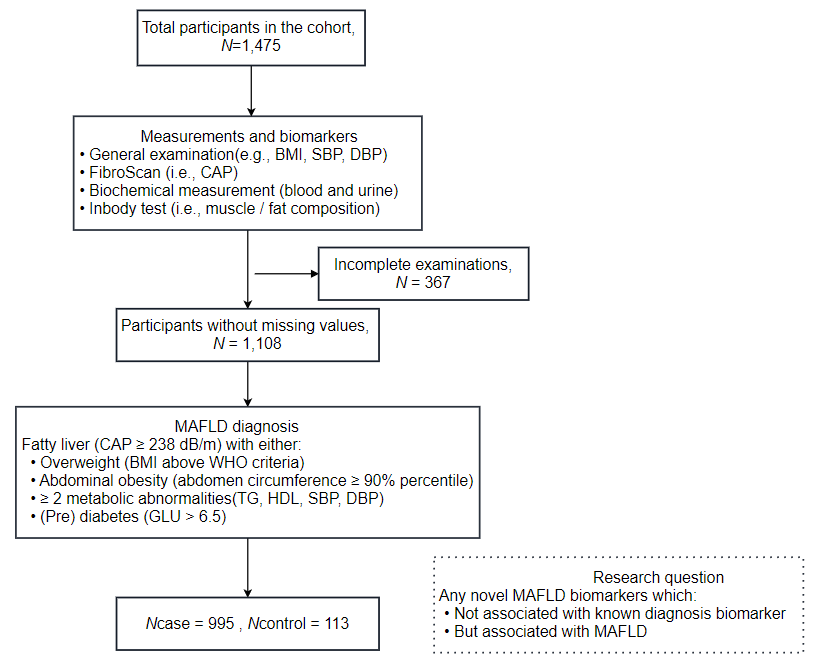 Total participants in the cohort,
N=1,475
Measurements and biomarkers
• General examination(e.g., BMI, SBP, DBP)
• FibroScan (i.e., CAP)
• Biochemical measurement (blood and urine)
• Inbody test (i.e., muscle / fat composition)
Incomplete examinations,
N = 367
Participants without missing values,
N = 1,108
MAFLD diagnosis
Fatty liver (CAP ≥ 238 dB/m) with either:
• Overweight (BMI above WHO criteria)
• Abdominal obesity (abdomen circumference ≥ 90% percentile)
• ≥ 2 metabolic abnormalities(TG, HDL, SBP, DBP)
• (Pre) diabetes (GLU > 6.5)
Ncase = 995 , Ncontrol = 113
Research question
Any novel MAFLD biomarkers which:
• Not associated with known diagnosis biomarker
• But associated with MAFLD